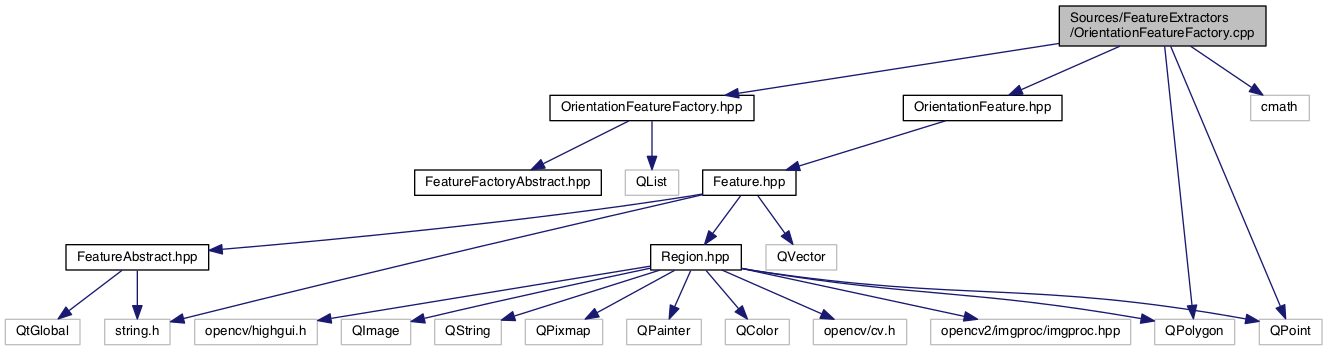 Sources/FeatureExtractors
/OrientationFeatureFactory.cpp
OrientationFeatureFactory.hpp
OrientationFeature.hpp
cmath
FeatureFactoryAbstract.hpp
QList
Feature.hpp
FeatureAbstract.hpp
Region.hpp
QVector
QtGlobal
string.h
opencv/highgui.h
QImage
QString
QPixmap
QPainter
QColor
opencv/cv.h
opencv2/imgproc/imgproc.hpp
QPolygon
QPoint